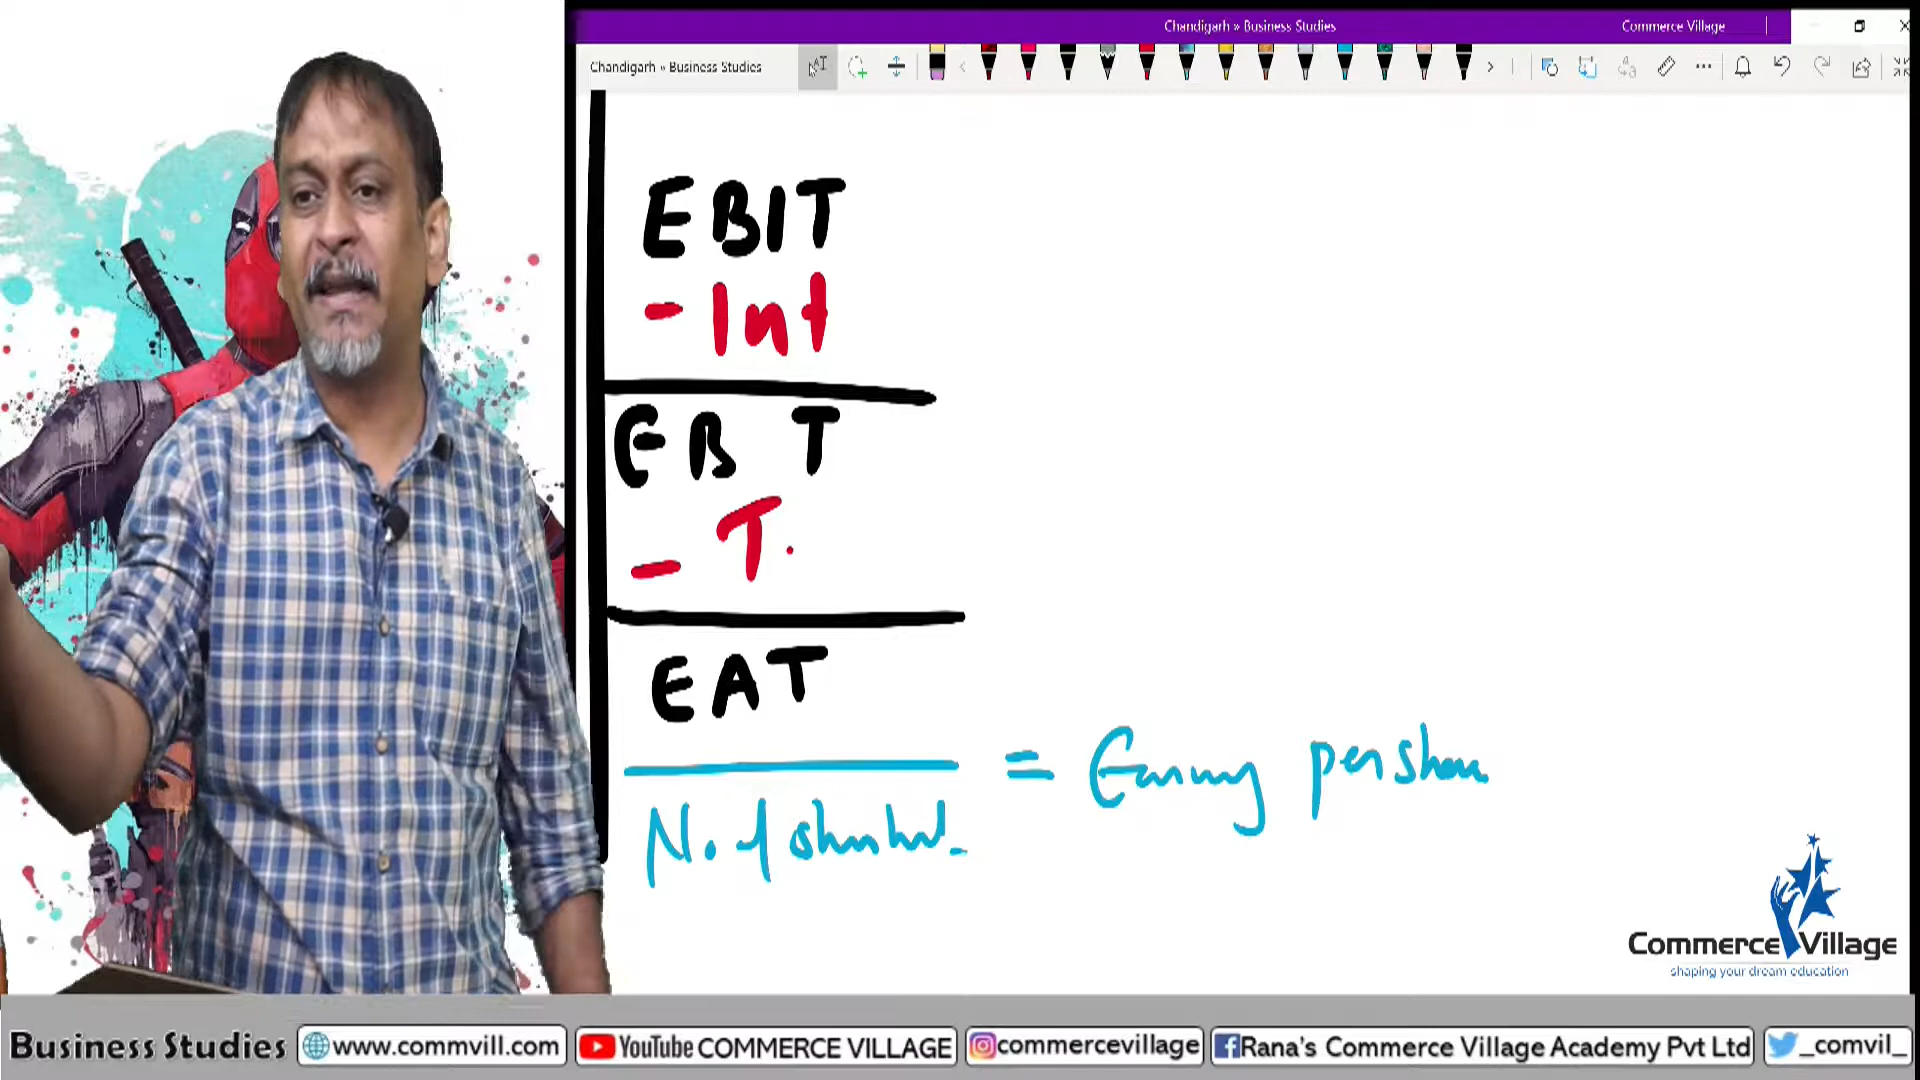 Chandigarh » Business Studies
Commerce Village
Chandigarh » Business Studies
EBIT
- Int
EBT
- T.
EAT
= Earning per share
No. of
Commerce Village
shaping your dream education
Business Studies
www.commvill.com
YouTube COMMERCE VILLAGE
commercevillage
Rana's Commerce Village Academy Pvt Ltd
_comvil_